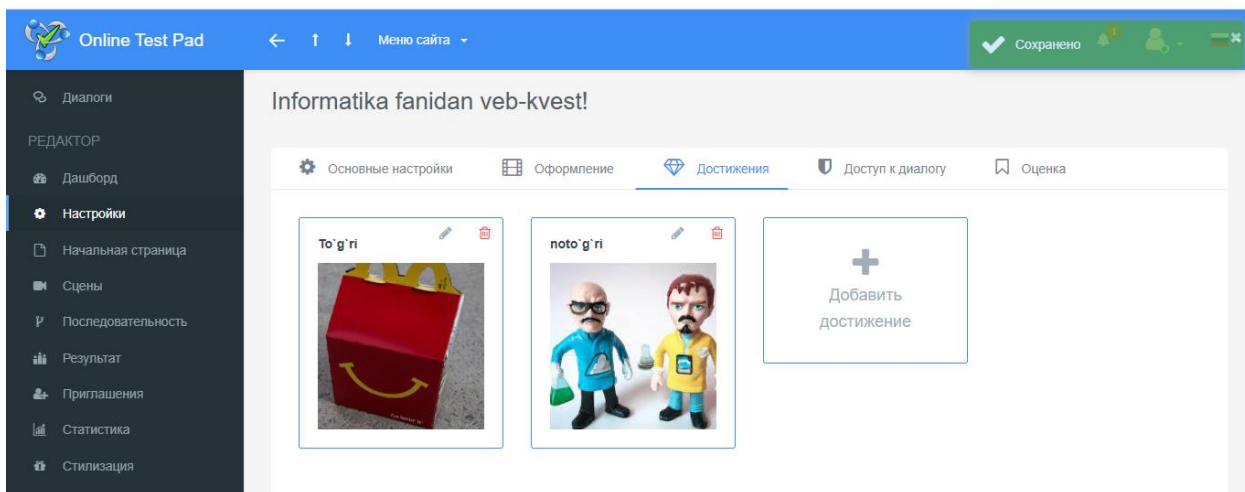 Online Test Pad
Меню сайта
Сохранено
1
Диалоги
Informatika fanidan veb-kvest!
РЕДАКТОР
Дашборд
Настройки
Начальная страница
Сцены
Последовательность
Результат
Приглашения
Статистика
Стилизация
Основные настройки
Оформление
Достижения
Доступ к диалогу
Оценка
To`g`ri
noto`g`ri
Добавить
достижение